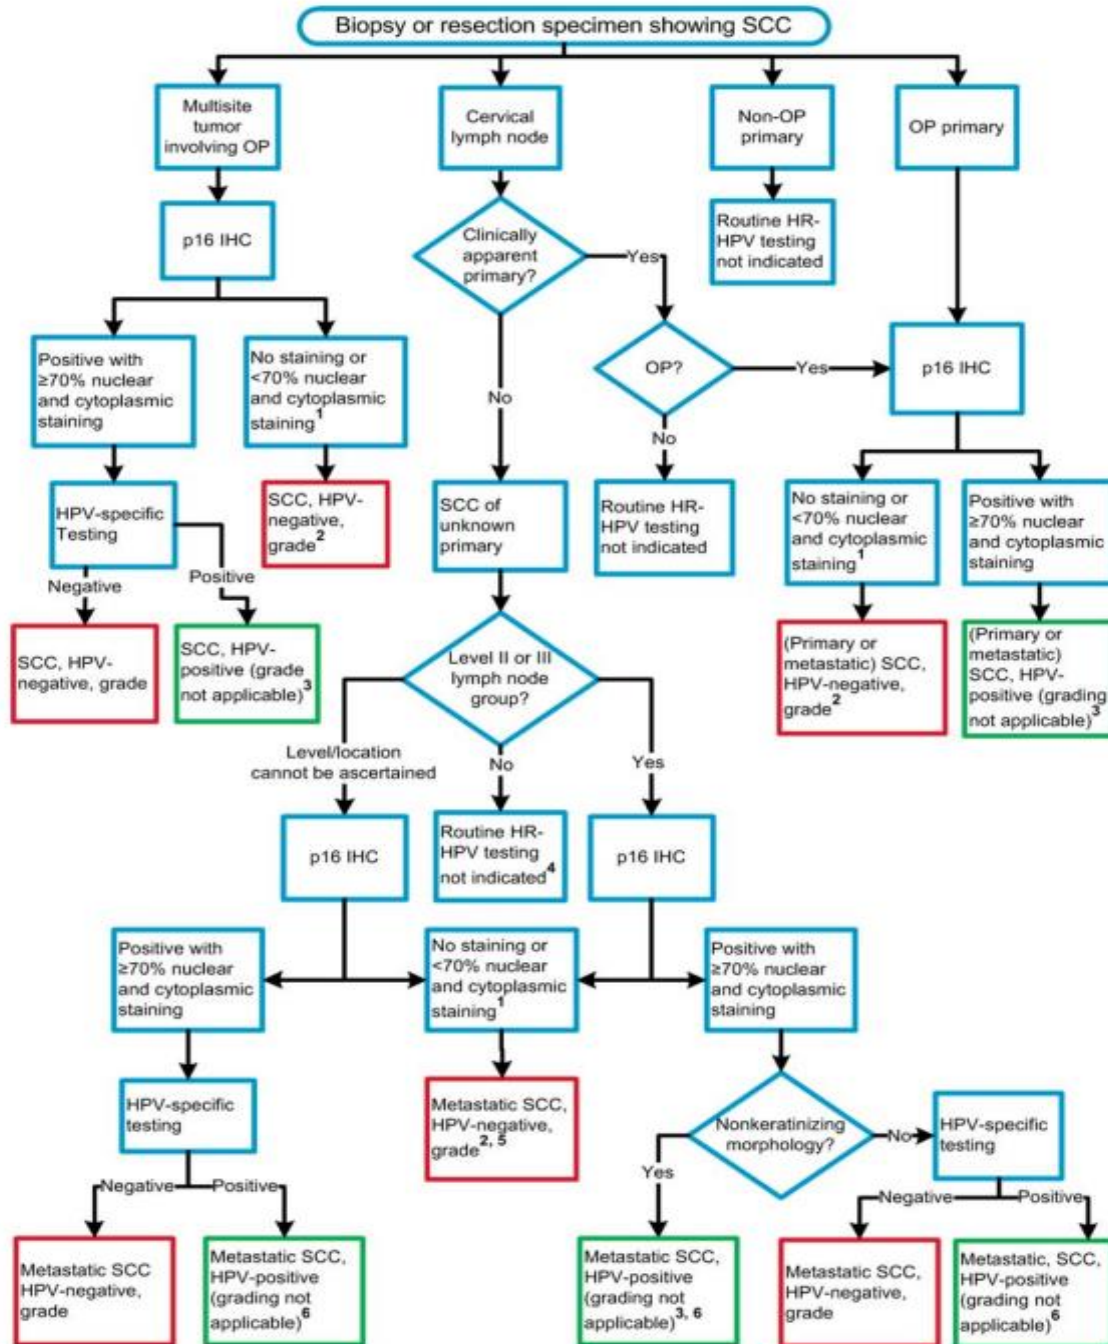 Biopsy or resection specimen showing SCC
Multisite
tumor
involving OP
Cervical
lymph node
Non-OP
primary
OP primary
p16 IHC
Clinically
apparent
primary?
Yes
Routine HR-
HPV testing
not indicated
Positive with
≥70% nuclear
and cytoplasmic
staining
No staining or
<70% nuclear
and cytoplasmic
staining1
No
OP?
Yes
p16 IHC
No
HPV-specific
Testing
SCC, HPV-
negative,
grade2
SCC of
unknown
primary
Routine HR-
HPV testing
not indicated
No staining or
<70% nuclear
and cytoplasmic
staining1
Positive with
≥70% nuclear
and cytoplasmic
staining
Negative
Positive
SCC, HPV-
negative, grade
SCC, HPV-
positive (grade
not applicable)3
Level II or III
lymph node
group?
(Primary or
metastatic) SCC,
HPV-negative,
grade2
(Primary or
metastatic)
SCC, HPV-
positive (grading
not applicable)3
Level/location
cannot be ascertained
No
Yes
p16 IHC
Routine HR-
HPV testing
not indicated4
p16 IHC
Positive with
≥70% nuclear
and cytoplasmic
staining
No staining or
<70% nuclear
and cytoplasmic
staining1
Positive with
≥70% nuclear
and cytoplasmic
staining
HPV-specific
testing
Metastatic SCC,
HPV-negative,
grade2, 5
Nonkeratinizing
morphology?
No
HPV-specific
testing
Yes
Negative
Positive
Negative
Positive
Metastatic SCC
HPV-negative,
grade
Metastatic SCC,
HPV-positive
(grading not
applicable)6
Metastatic SCC,
HPV-positive
(grading not
applicable)3, 6
Metastatic SCC,
HPV-negative,
grade
Metastatic, SCC,
HPV-positive
(grading not
applicable)6